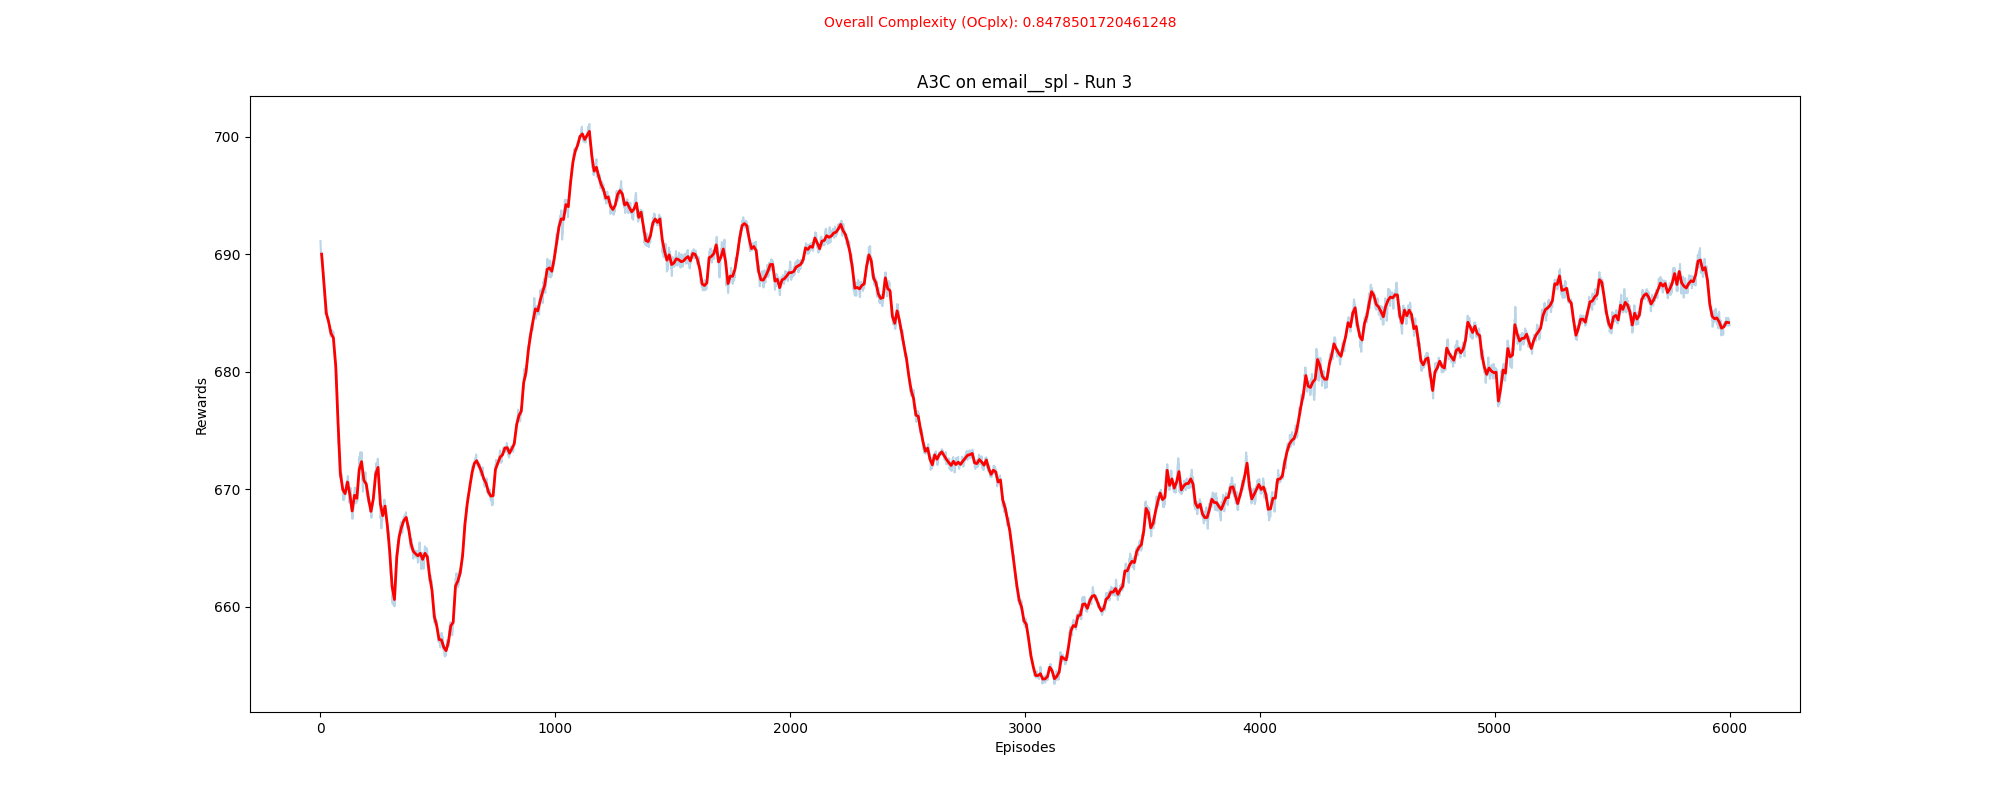 Overall Complexity (OCplx): 0.8478501720461248
A3C on email__spl - Run 3
700
690
680
670
660
Rewards
0 1000 2000 3000 4000 5000 6000
Episodes